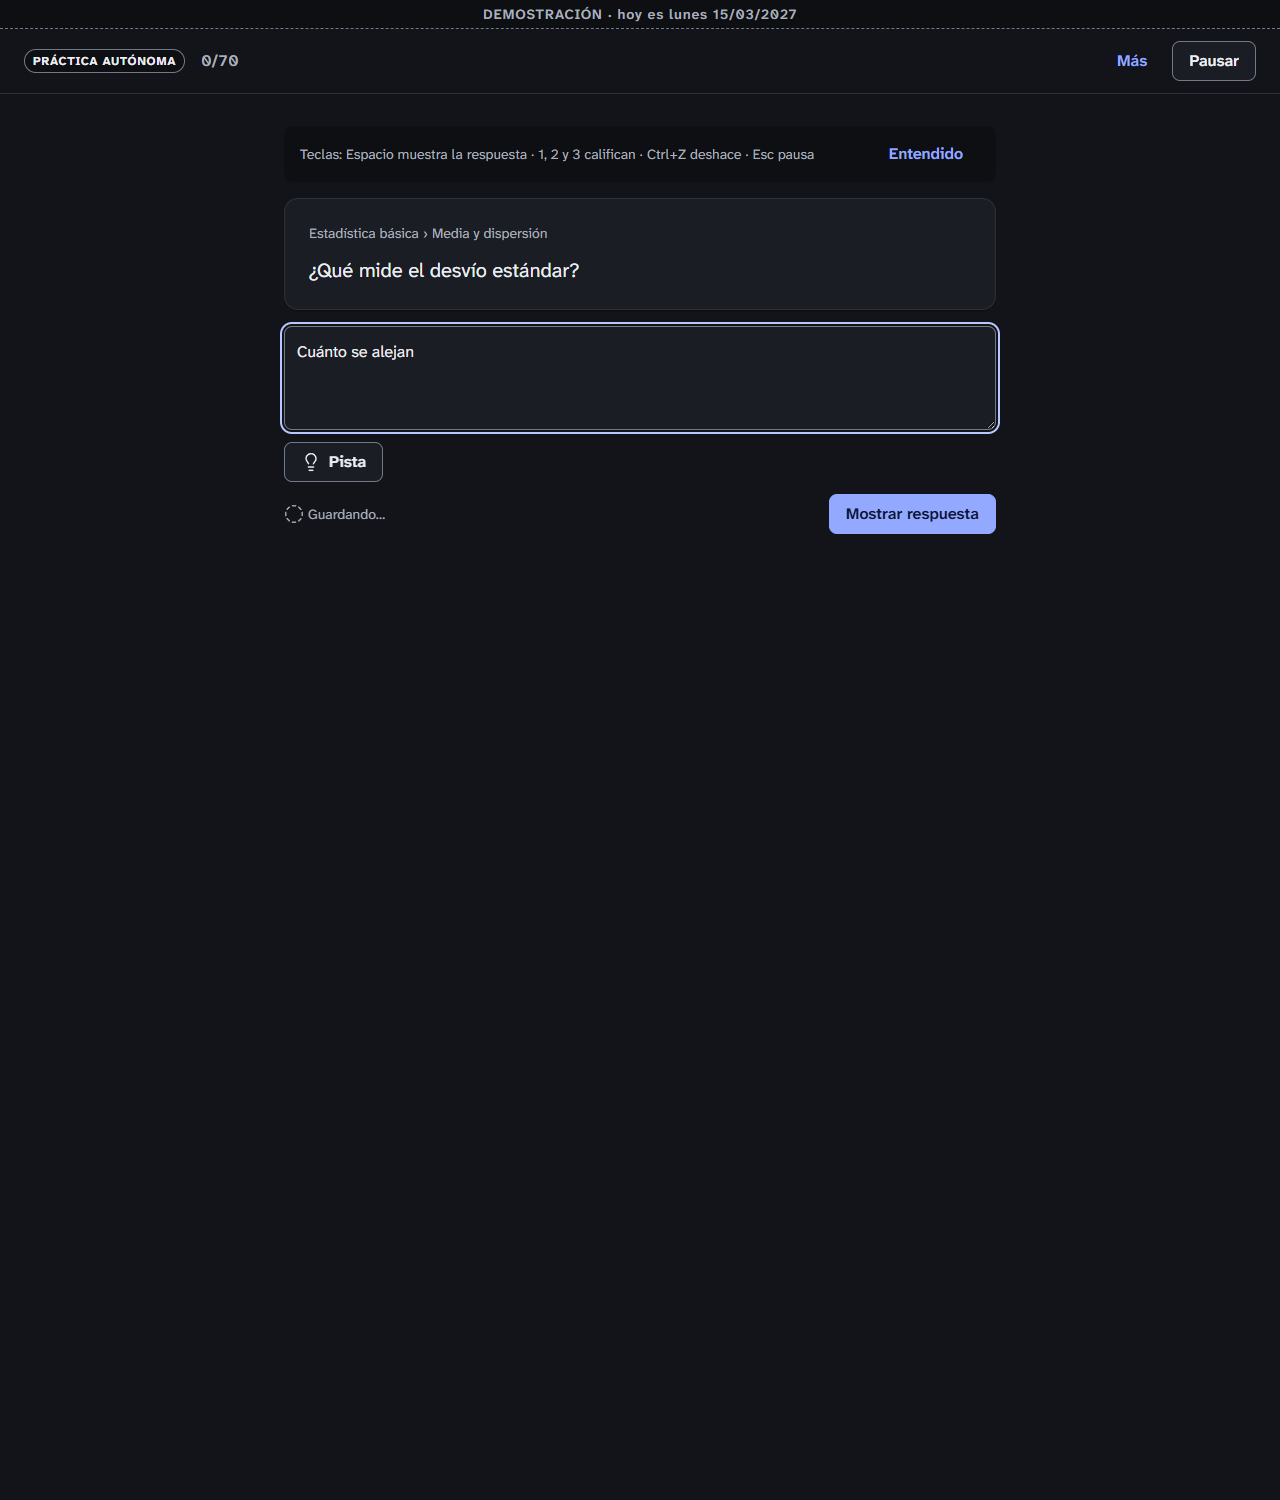 DEMOSTRACIÓN · hoy es lunes 15/03/2027
PRÁCTICA AUTÓNOMA 0/70 Más Pausar
Teclas: Espacio muestra la respuesta · 1, 2 y 3 califican · Ctrl+Z deshace · Esc pausa Entendido
Estadística básica › Media y dispersión
¿Qué mide el desvío estándar?
Cuánto se alejan
Pista
Guardando… Mostrar respuesta